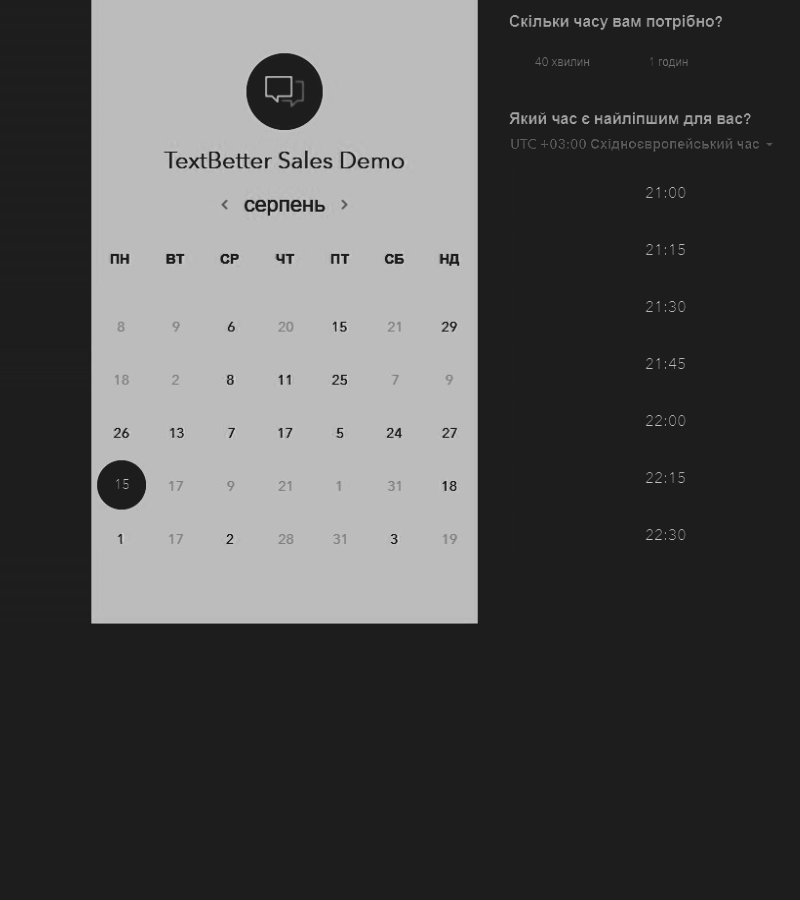 TextBetter Sales Demo
серпень
ПН ВТ СР ЧТ ПТ СБ НД
8 9 6 20 15 21 29
18 2 8 11 25 7 9
26 13 7 17 5 24 27
15 17 9 21 1 31 18
1 17 2 28 31 3 19
Скільки часу вам потрібно?
40 хвилин 1 годин
Який час є найліпшим для вас?
UTC +03:00 Східноєвропейський час
21:00
21:15
21:30
21:45
22:00
22:15
22:30